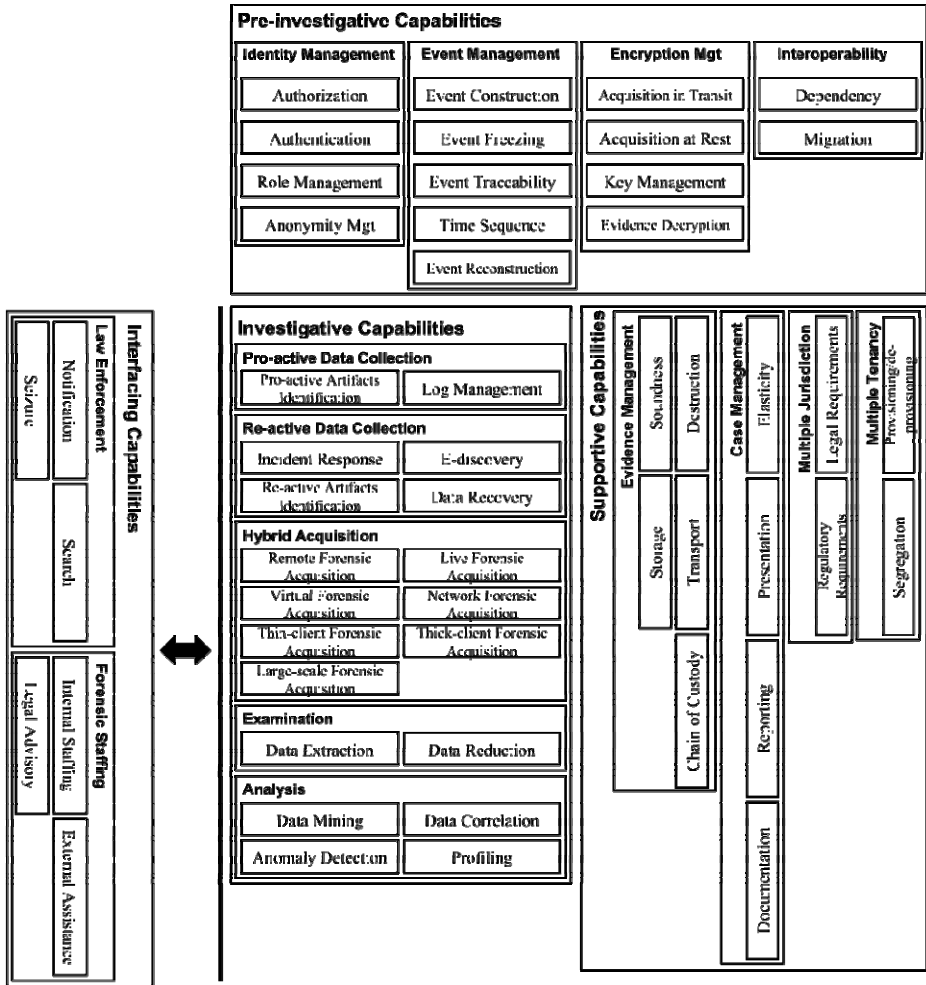 Pre-investigative Capabilities
Identity Management
Authorization
Authentication
Role Management
Anonymity Mgt
Event Management
Event Construction
Event Freezing
Event Traceability
Time Sequence
Event Reconstruction
Encryption Mgt
Acquisition in Transit
Acquisition at Rest
Key Management
Evidence Decryption
Interoperability
Dependency
Migration
Interfacing Capabilities
Law Enforcement
Notification
Search
Seizure
Forensic Staffing
Internal Staffing
External Assistance
Legal Advisory
Investigative Capabilities
Pro-active Data Collection
Pro-active Artifacts
Identification
Log Management
Re-active Data Collection
Incident Response
E-discovery
Re-active Artifacts
Identification
Data Recovery
Hybrid Acquisition
Remote Forensic
Acquisition
Live Forensic
Acquisition
Virtual Forensic
Acquisition
Network Forensic
Acquisition
Thin-client Forensic
Acquisition
Thick-client Forensic
Acquisition
Large-scale Forensic
Acquisition
Examination
Data Extraction
Data Reduction
Analysis
Data Mining
Data Correlation
Anomaly Detection
Profiling
Supportive Capabilities
Evidence Management
Soundness
Storage
Destruction
Transport
Chain of Custody
Case Management
Elasticity
Presentation
Reporting
Documentation
Multiple Jurisdiction
Legal Requirements
Regulatory
Requirements
Multiple Tenancy
Provisioning/de-
provisioning
Segregation